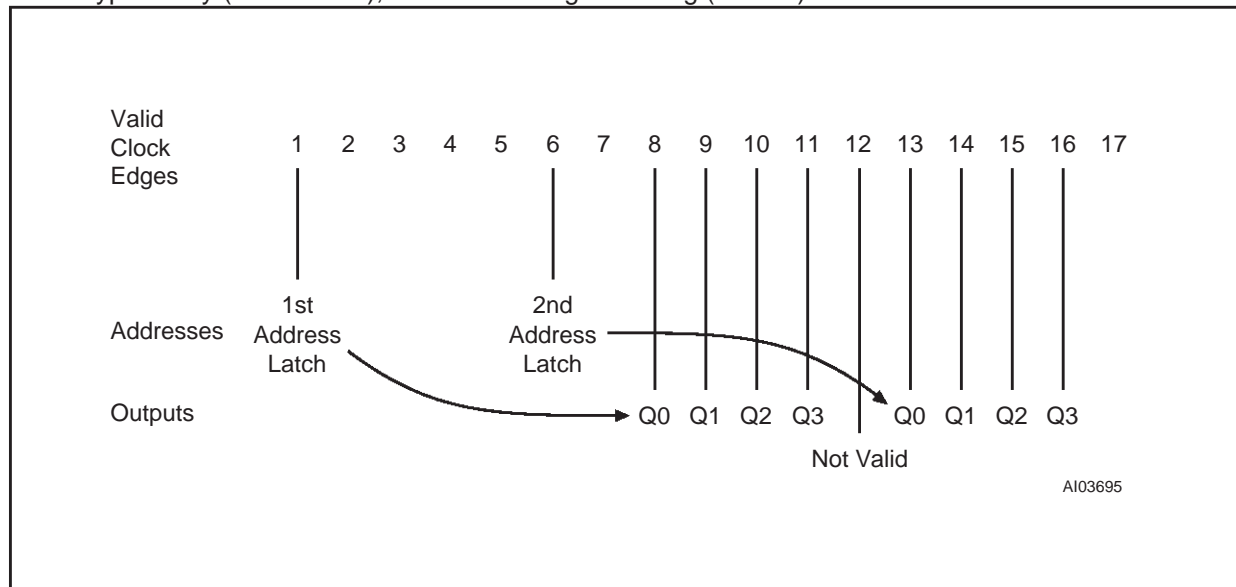 Valid
Clock
Edges
1 2 3 4 5 6 7 8 9 10 11 12 13 14 15 16 17
Addresses
1st
Address
Latch
2nd
Address
Latch
Outputs
Q0 Q1 Q2 Q3 Q0 Q1 Q2 Q3
Not Valid
AI03695